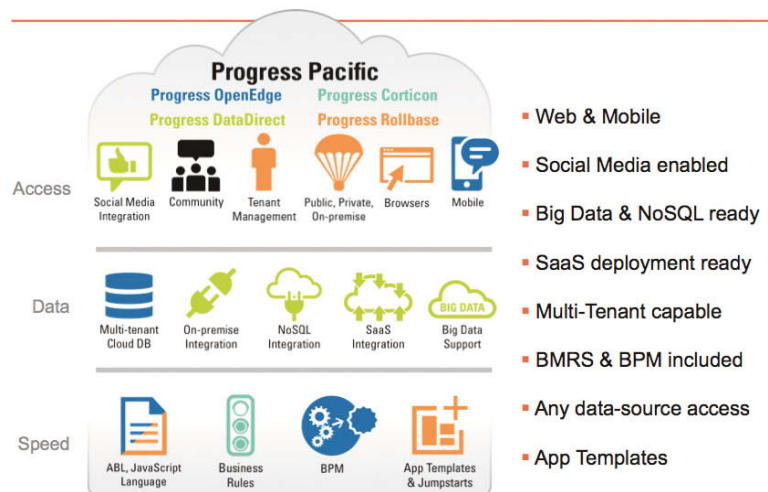 Progress Pacific
Progress OpenEdge Progress Corticon
Progress DataDirect Progress Rollbase
Access
Social Media
Integration
Community
Tenant
Management
Public, Private,
On-premise
Browsers
Mobile
Data
Multi-tenant
Cloud DB
On-premise
Integration
NoSQL
Integration
SaaS
Integration
BIG DATA
Big Data
Support
Speed
ABL, JavaScript
Language
Business
Rules
BPM
App Templates
& Jumpstarts
▪ Web & Mobile
▪ Social Media enabled
▪ Big Data & NoSQL ready
▪ SaaS deployment ready
▪ Multi-Tenant capable
▪ BMRS & BPM included
▪ Any data-source access
▪ App Templates